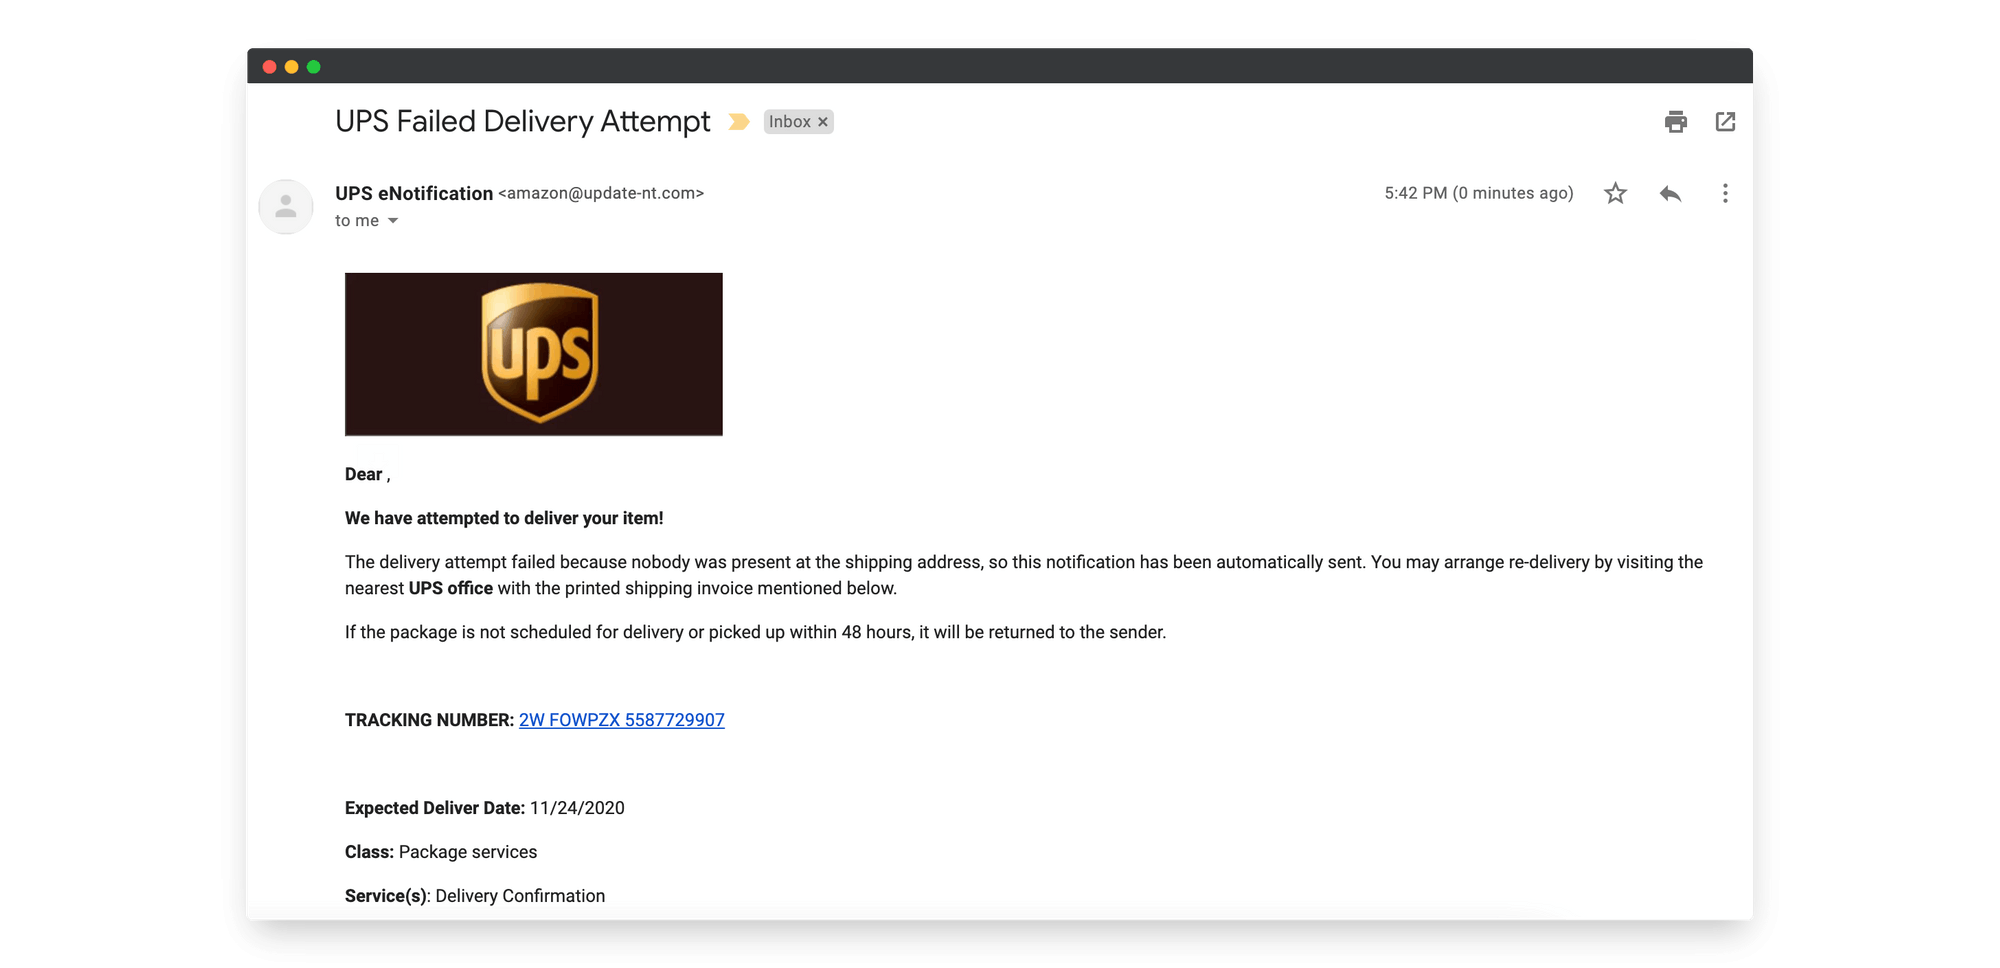 UPS Failed Delivery Attempt Inbox ×
UPS eNotification <amazon@update-nt.com> 5:42 PM (0 minutes ago)
to me
ups
Dear ,
We have attempted to deliver your item!
The delivery attempt failed because nobody was present at the shipping address, so this notification has been automatically sent. You may arrange re-delivery by visiting the
nearest UPS office with the printed shipping invoice mentioned below.
If the package is not scheduled for delivery or picked up within 48 hours, it will be returned to the sender.
TRACKING NUMBER: 2W FOWPZX 5587729907
Expected Deliver Date: 11/24/2020
Class: Package services
Service(s): Delivery Confirmation